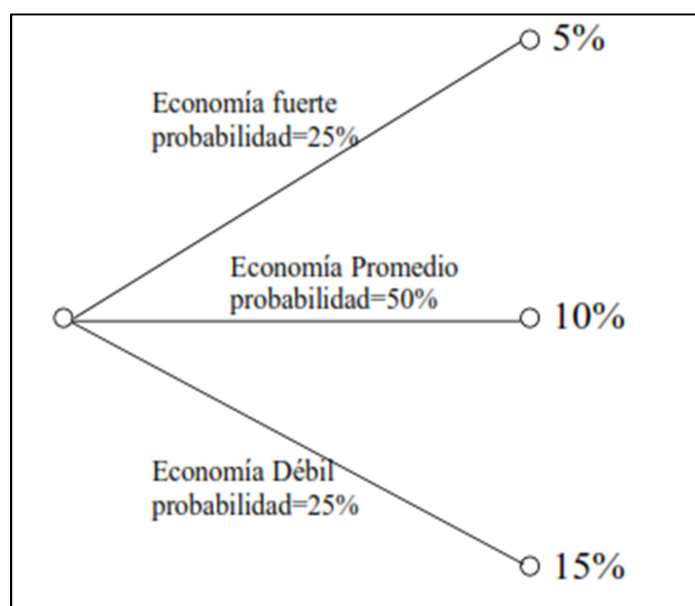 5%
Economía fuerte
probabilidad=25%
Economía Promedio
probabilidad=50%
10%
Economía Débil
probabilidad=25%
15%